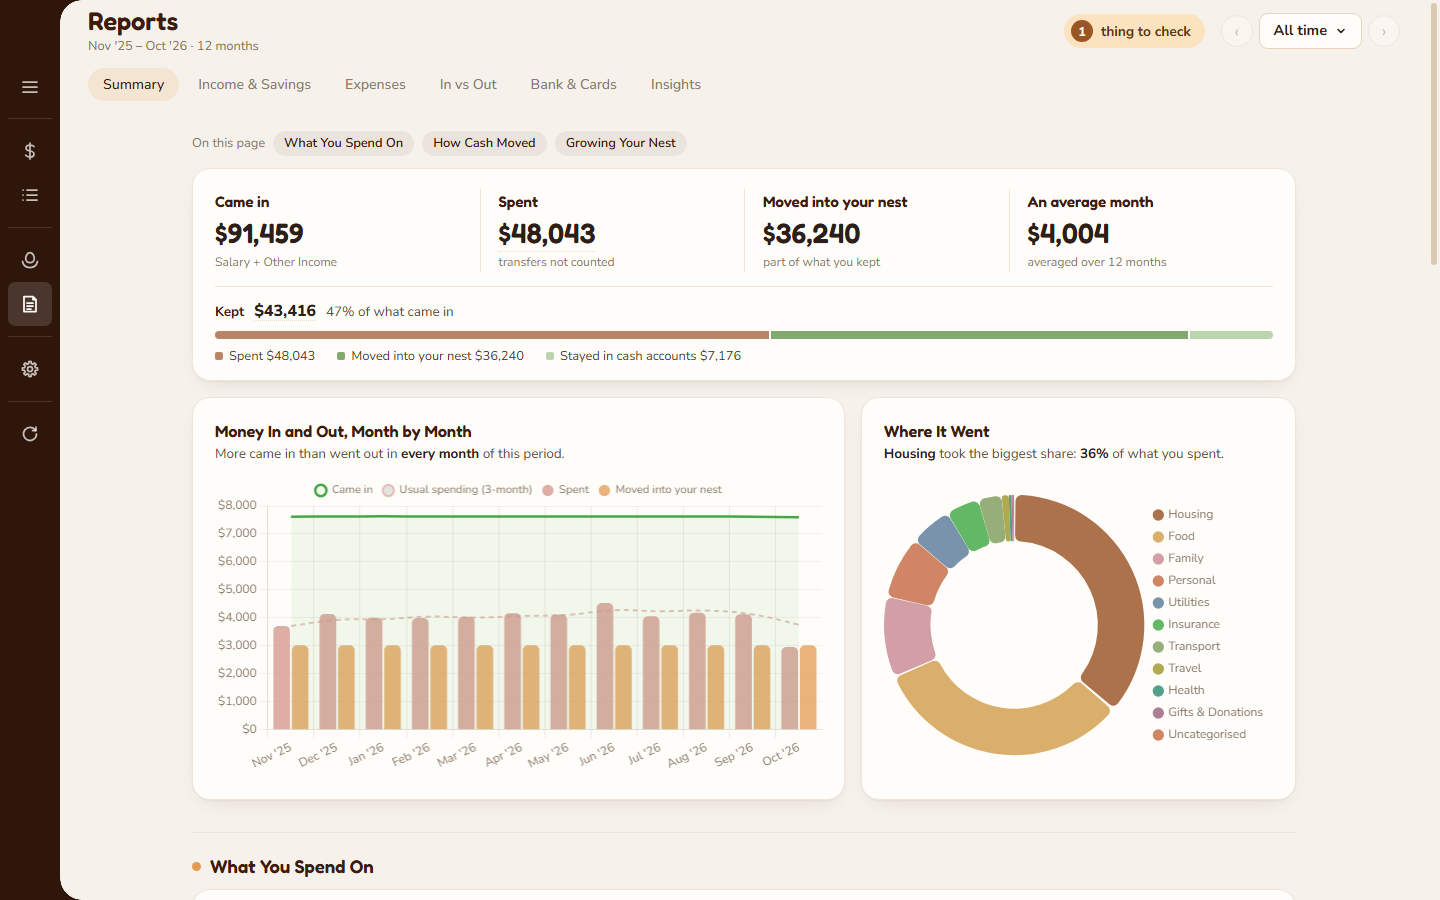 Reports
Nov '25 – Oct '26 · 12 months
1 thing to check
‹ All time ›
Summary Income & Savings Expenses In vs Out Bank & Cards Insights
On this page What You Spend On How Cash Moved Growing Your Nest
Came in
$91,459
Salary + Other Income
Spent
$48,043
transfers not counted
Moved into your nest
$36,240
part of what you kept
An average month
$4,004
averaged over 12 months
Kept $43,416 47% of what came in
Spent $48,043 Moved into your nest $36,240 Stayed in cash accounts $7,176
Money In and Out, Month by Month
More came in than went out in every month of this period.
Came in Usual spending (3-month) Spent Moved into your nest
$8,000
$7,000
$6,000
$5,000
$4,000
$3,000
$2,000
$1,000
$0
Nov '25 Dec '25 Jan '26 Feb '26 Mar '26 Apr '26 May '26 Jun '26 Jul '26 Aug '26 Sep '26 Oct '26
Where It Went
Housing took the biggest share: 36% of what you spent.
Housing
Food
Family
Personal
Utilities
Insurance
Transport
Travel
Health
Gifts & Donations
Uncategorised
What You Spend On